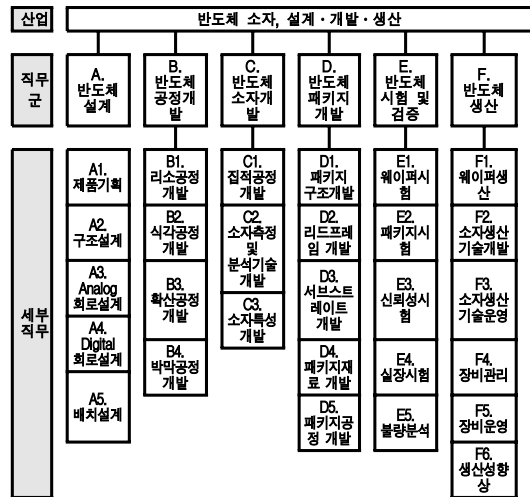 산업
반도체 소자, 설계·개발·생산
직무
군
A.
반도체
설계
B.
반도체
공정개
발
C.
반도체
소자개
발
D.
반도체
패키지
개발
E.
반도체
시험 및
검증
F.
반도체
생산
세부
직무
A1.
제품기획
A2.
구조설계
A3.
Analog
회로설계
A4.
Digital
회로설계
A5.
배치설계
B1.
리소공정
개발
B2.
식각공정
개발
B3.
확산공정
개발
B4.
박막공정
개발
C1.
집적공정
개발
C2.
소자측정
및
분석기술
개발
C3.
소자특성
개발
D1.
패키지
구조개발
D2.
리드프레
임 개발
D3.
서브스트
레이트
개발
D4.
패키지재
료 개발
D5.
패키지공
정 개발
E1.
웨이퍼시
험
E2.
패키지시
험
E3.
신뢰성시
험
E4.
실장시험
E5.
불량분석
F1.
웨이퍼생
산
F2.
소자생산
기술개발
F3.
소자생산
기술운영
F4.
장비관리
F5.
장비운영
F6.
생산성향
상